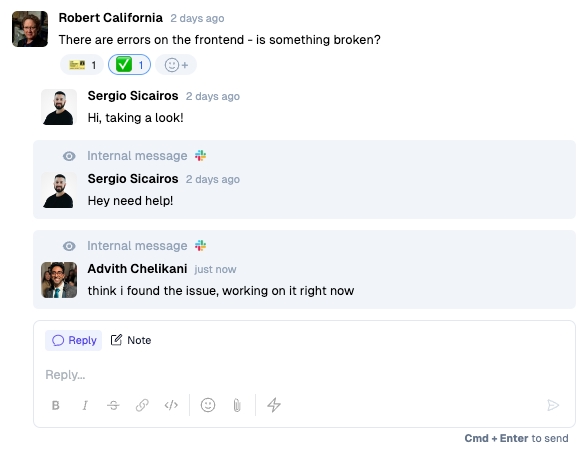 Robert California 2 days ago
There are errors on the frontend - is something broken?
1 1
Sergio Sicairos 2 days ago
Hi, taking a look!
Internal message
Sergio Sicairos 2 days ago
Hey need help!
Internal message
Advith Chelikani just now
think i found the issue, working on it right now
Reply Note
Reply...
B I S
Cmd + Enter to send